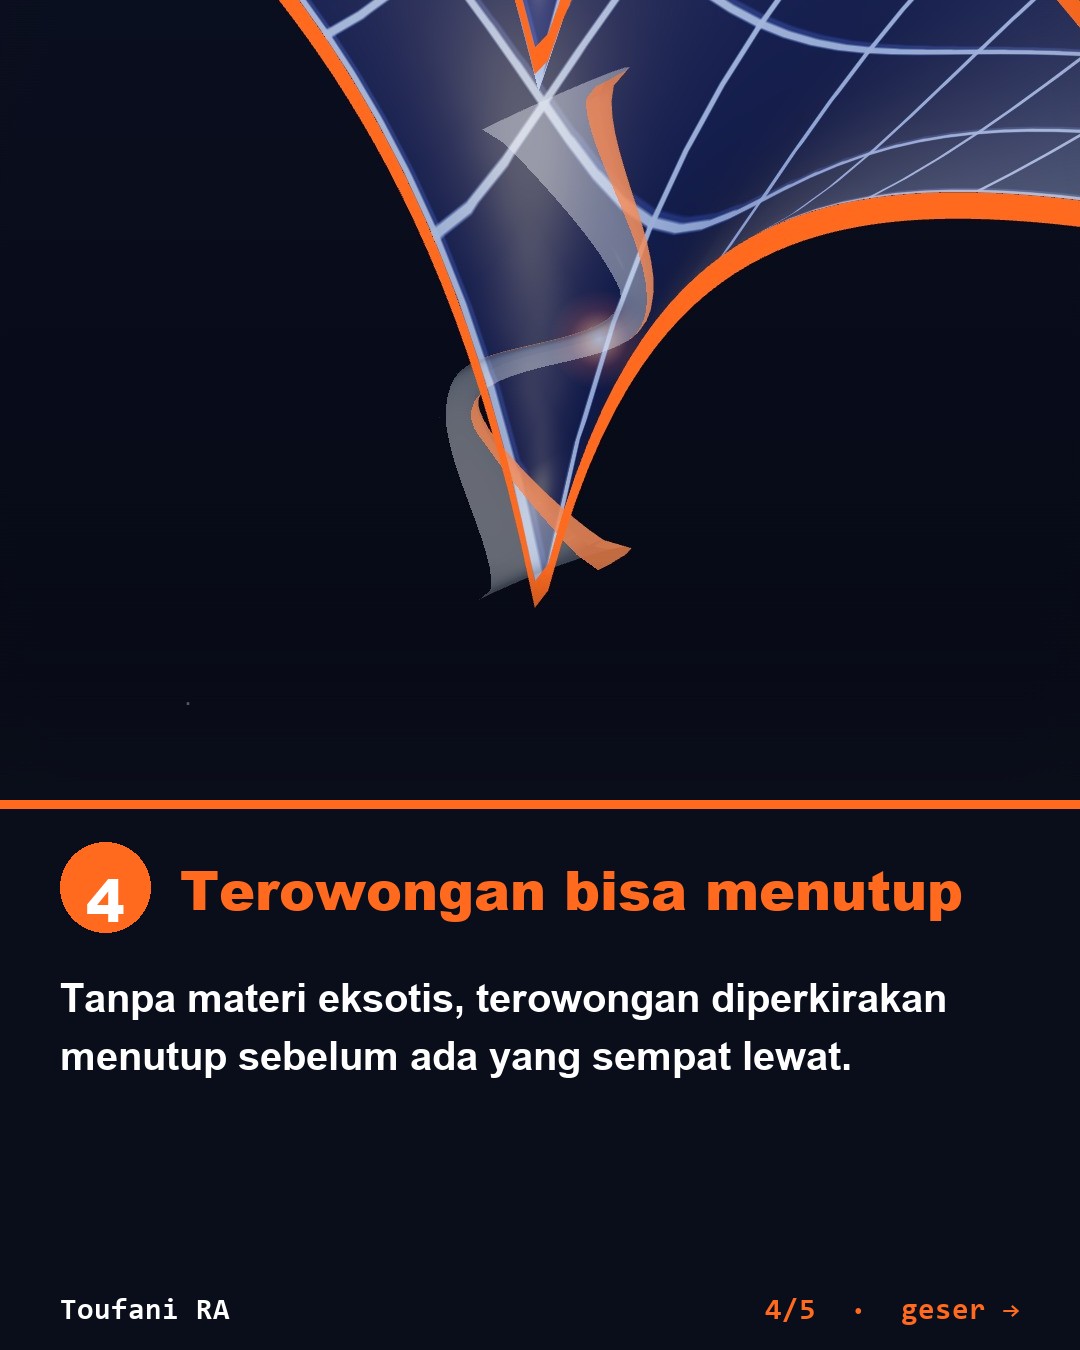 4 Terowongan bisa menutup
Tanpa materi eksotis, terowongan diperkirakan
menutup sebelum ada yang sempat lewat.
Toufani RA 4/5 · geser →